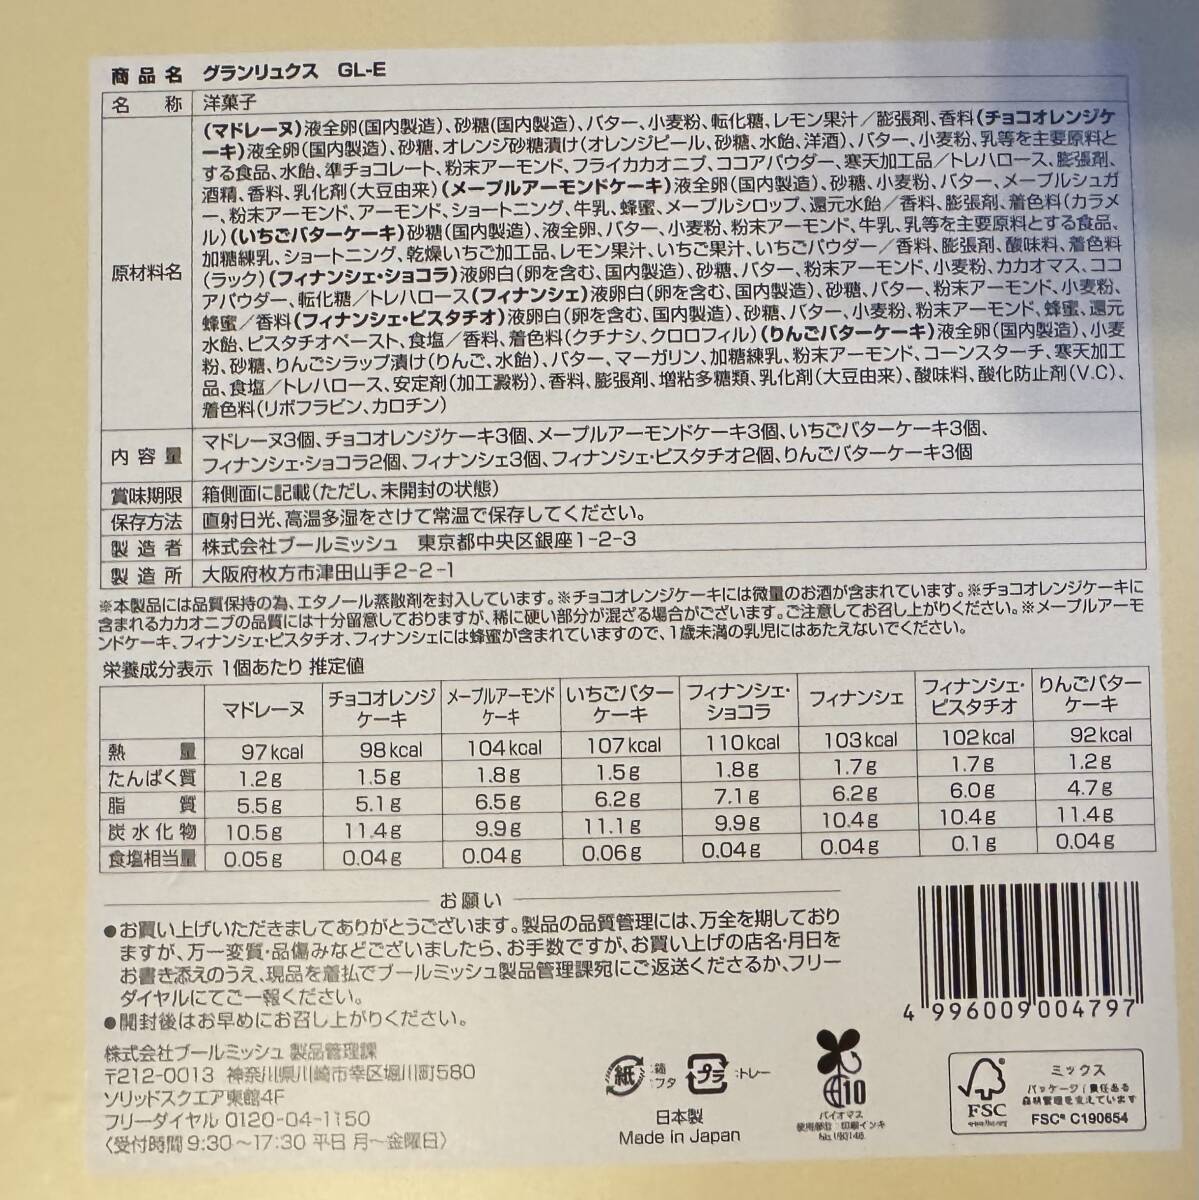 商品名 グランリュクス GL-E
名称 洋菓子
原材料名
(マドレーヌ)液全卵(国内製造)、砂糖(国内製造)、バター、小麦粉、転化糖、レモン果汁／膨張剤、香料(チョコオレンジケ
ーキ)液全卵(国内製造)、砂糖、オレンジ砂糖漬け(オレンジピール、砂糖、水飴、洋酒)、バター、小麦粉、乳等を主要原料と
する食品、水飴、準チョコレート、粉末アーモンド、フライカカオニブ、ココアパウダー、寒天加工品／トレハロース、膨張剤、
酒精、香料、乳化剤(大豆由来)(メープルアーモンドケーキ)液全卵(国内製造)、砂糖、小麦粉、バター、メープルシュガ
ー、粉末アーモンド、アーモンド、ショートニング、牛乳、蜂蜜、メープルシロップ、還元水飴／香料、膨張剤、着色料(カラメ
ル)(いちごバターケーキ)砂糖(国内製造)、液全卵、バター、小麦粉、粉末アーモンド、牛乳、乳等を主要原料とする食品、
加糖練乳、ショートニング、乾燥いちご加工品、レモン果汁、いちご果汁、いちごパウダー／香料、膨張剤、酸味料、着色料
(ラック)(フィナンシェ・ショコラ)液卵白(卵を含む、国内製造)、砂糖、バター、粉末アーモンド、小麦粉、カカオマス、ココ
アパウダー、転化糖／トレハロース(フィナンシェ)液卵白(卵を含む、国内製造)、砂糖、バター、粉末アーモンド、小麦粉、
蜂蜜／香料(フィナンシェ・ピスタチオ)液卵白(卵を含む、国内製造)、砂糖、バター、小麦粉、粉末アーモンド、蜂蜜、還元
水飴、ピスタチオペースト、食塩／香料、着色料(クチナシ、クロロフィル)(りんごバターケーキ)液全卵(国内製造)、小麦
粉、砂糖、りんごシラップ漬け(りんご、水飴)、バター、マーガリン、加糖練乳、粉末アーモンド、コーンスターチ、寒天加工
品、食塩／トレハロース、安定剤(加工澱粉)、香料、膨張剤、増粘多糖類、乳化剤(大豆由来)、酸味料、酸化防止剤(V.C)、
着色料(リボフラビン、カロチン)
内容量
マドレーヌ3個、チョコオレンジケーキ3個、メープルアーモンドケーキ3個、いちごバターケーキ3個、
フィナンシェ・ショコラ2個、フィナンシェ3個、フィナンシェ・ピスタチオ2個、りんごバターケーキ3個
賞味期限 箱側面に記載(ただし、未開封の状態)
保存方法 直射日光、高温多湿をさけて常温で保存してください。
製造者 株式会社ブールミッシュ 東京都中央区銀座1-2-3
製造所 大阪府枚方市津田山手2-2-1
※本製品には品質保持の為、エタノール蒸散剤を封入しています。※チョコオレンジケーキには微量のお酒が含まれています。※チョコオレンジケーキに
含まれるカカオニブの品質には十分留意しておりますが、稀に硬い部分が混ざる場合がございます。ご注意してお召し上がりください。※メープルアーモ
ンドケーキ、フィナンシェ・ピスタチオ、フィナンシェには蜂蜜が含まれていますので、1歳未満の乳児にはあたえないでください。
栄養成分表示 1個あたり 推定値
マドレーヌ チョコオレンジケーキ メープルアーモンドケーキ いちごバターケーキ フィナンシェ・ショコラ フィナンシェ フィナンシェ・ピスタチオ りんごバターケーキ
熱量 97kcal 98kcal 104kcal 107kcal 110kcal 103kcal 102kcal 92kcal
たんぱく質 1.2g 1.5g 1.8g 1.5g 1.8g 1.7g 1.7g 1.2g
脂質 5.5g 5.1g 6.5g 6.2g 7.1g 6.2g 6.0g 4.7g
炭水化物 10.5g 11.4g 9.9g 11.1g 9.9g 10.4g 10.4g 11.4g
食塩相当量 0.05g 0.04g 0.04g 0.06g 0.04g 0.04g 0.1g 0.04g
お願い
●お買い上げいただきましてありがとうございます。製品の品質管理には、万全を期しており
ますが、万一変質・品傷みなどございましたら、お手数ですが、お買い上げの店名・月日を
お書き添えのうえ、現品を着払でブールミッシュ製品管理課宛にご返送くださるか、フリー
ダイヤルにてご一報ください。
●開封後はお早めにお召し上がりください。
株式会社ブールミッシュ 製品管理課
〒212-0013 神奈川県川崎市幸区堀川町580
ソリッドスクエア東館4F
フリーダイヤル 0120-04-1150
〈受付時間 9:30〜17:30 平日 月〜金曜日〉
4 996009 004797
紙 :箱 フタ
プラ :トレー
日本製
Made in Japan
10
バイオマス
使用部位:印刷インキ
FSC
ミックス
パッケージ|責任ある
森林管理を支えています
FSC® C190654